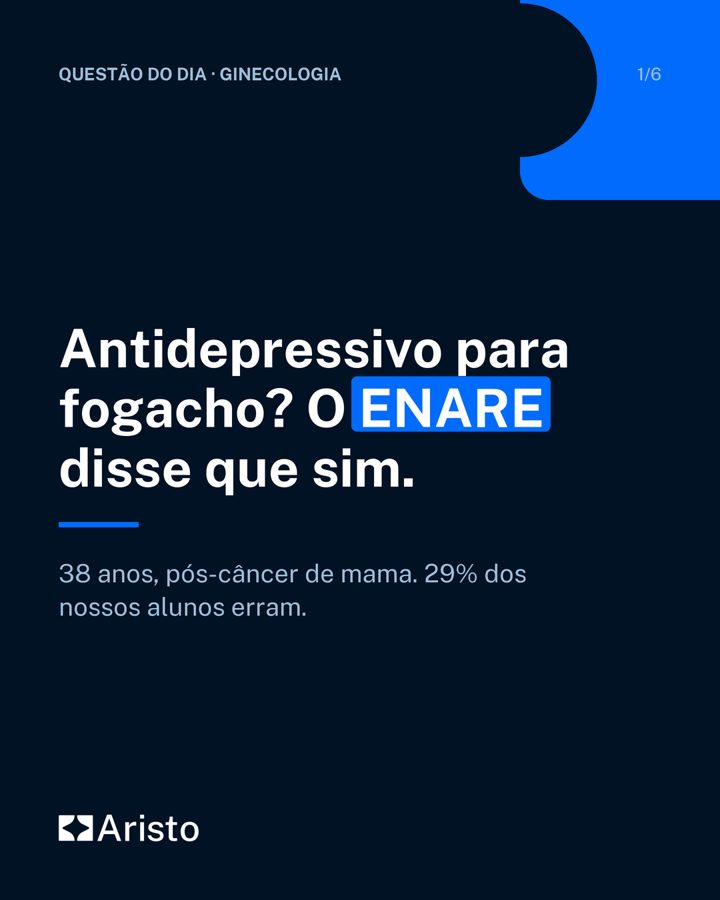 QUESTÃO DO DIA · GINECOLOGIA
1/6
Antidepressivo para
fogacho? O ENARE
disse que sim.
38 anos, pós-câncer de mama. 29% dos
nossos alunos erram.
Aristo